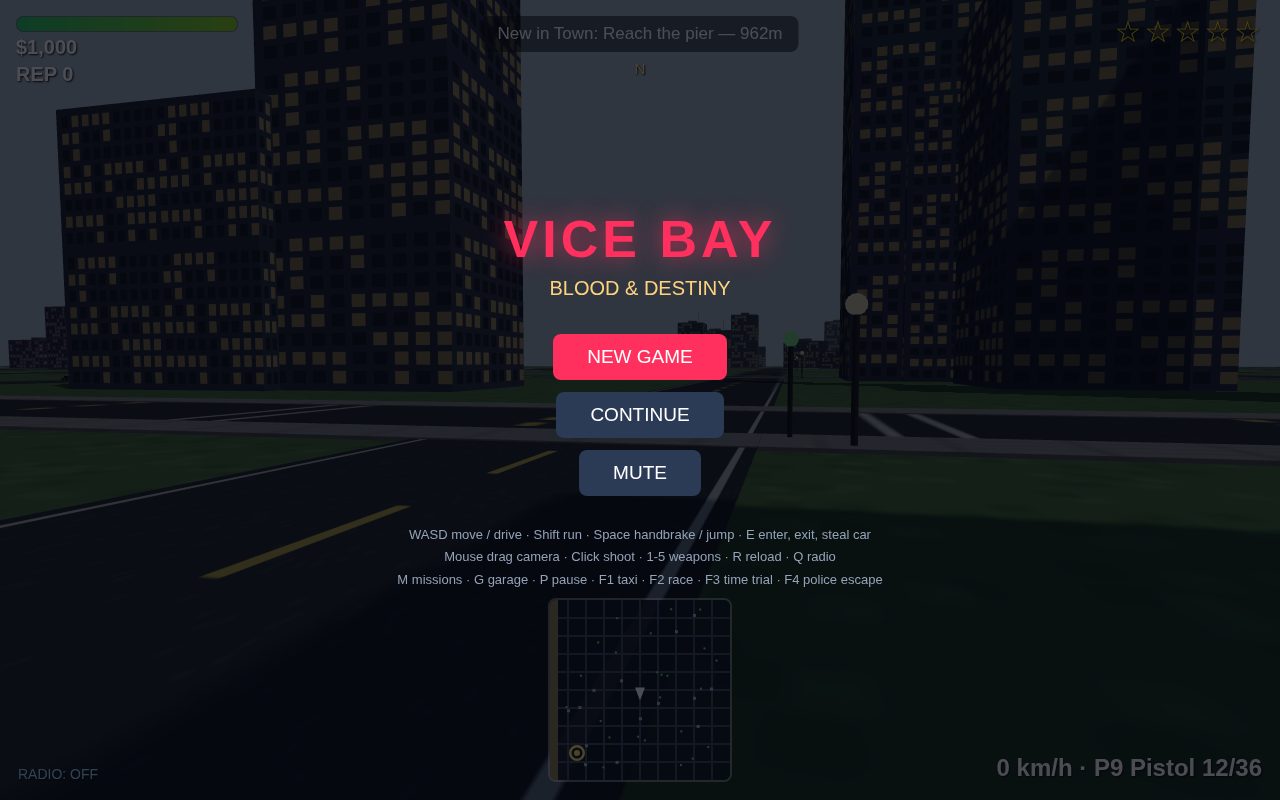 $1,000
REP 0
New in Town: Reach the pier — 962m
N
VICE BAY
BLOOD & DESTINY
NEW GAME
CONTINUE
MUTE
WASD move / drive · Shift run · Space handbrake / jump · E enter, exit, steal car
Mouse drag camera · Click shoot · 1-5 weapons · R reload · Q radio
M missions · G garage · P pause · F1 taxi · F2 race · F3 time trial · F4 police escape
RADIO: OFF
0 km/h · P9 Pistol 12/36